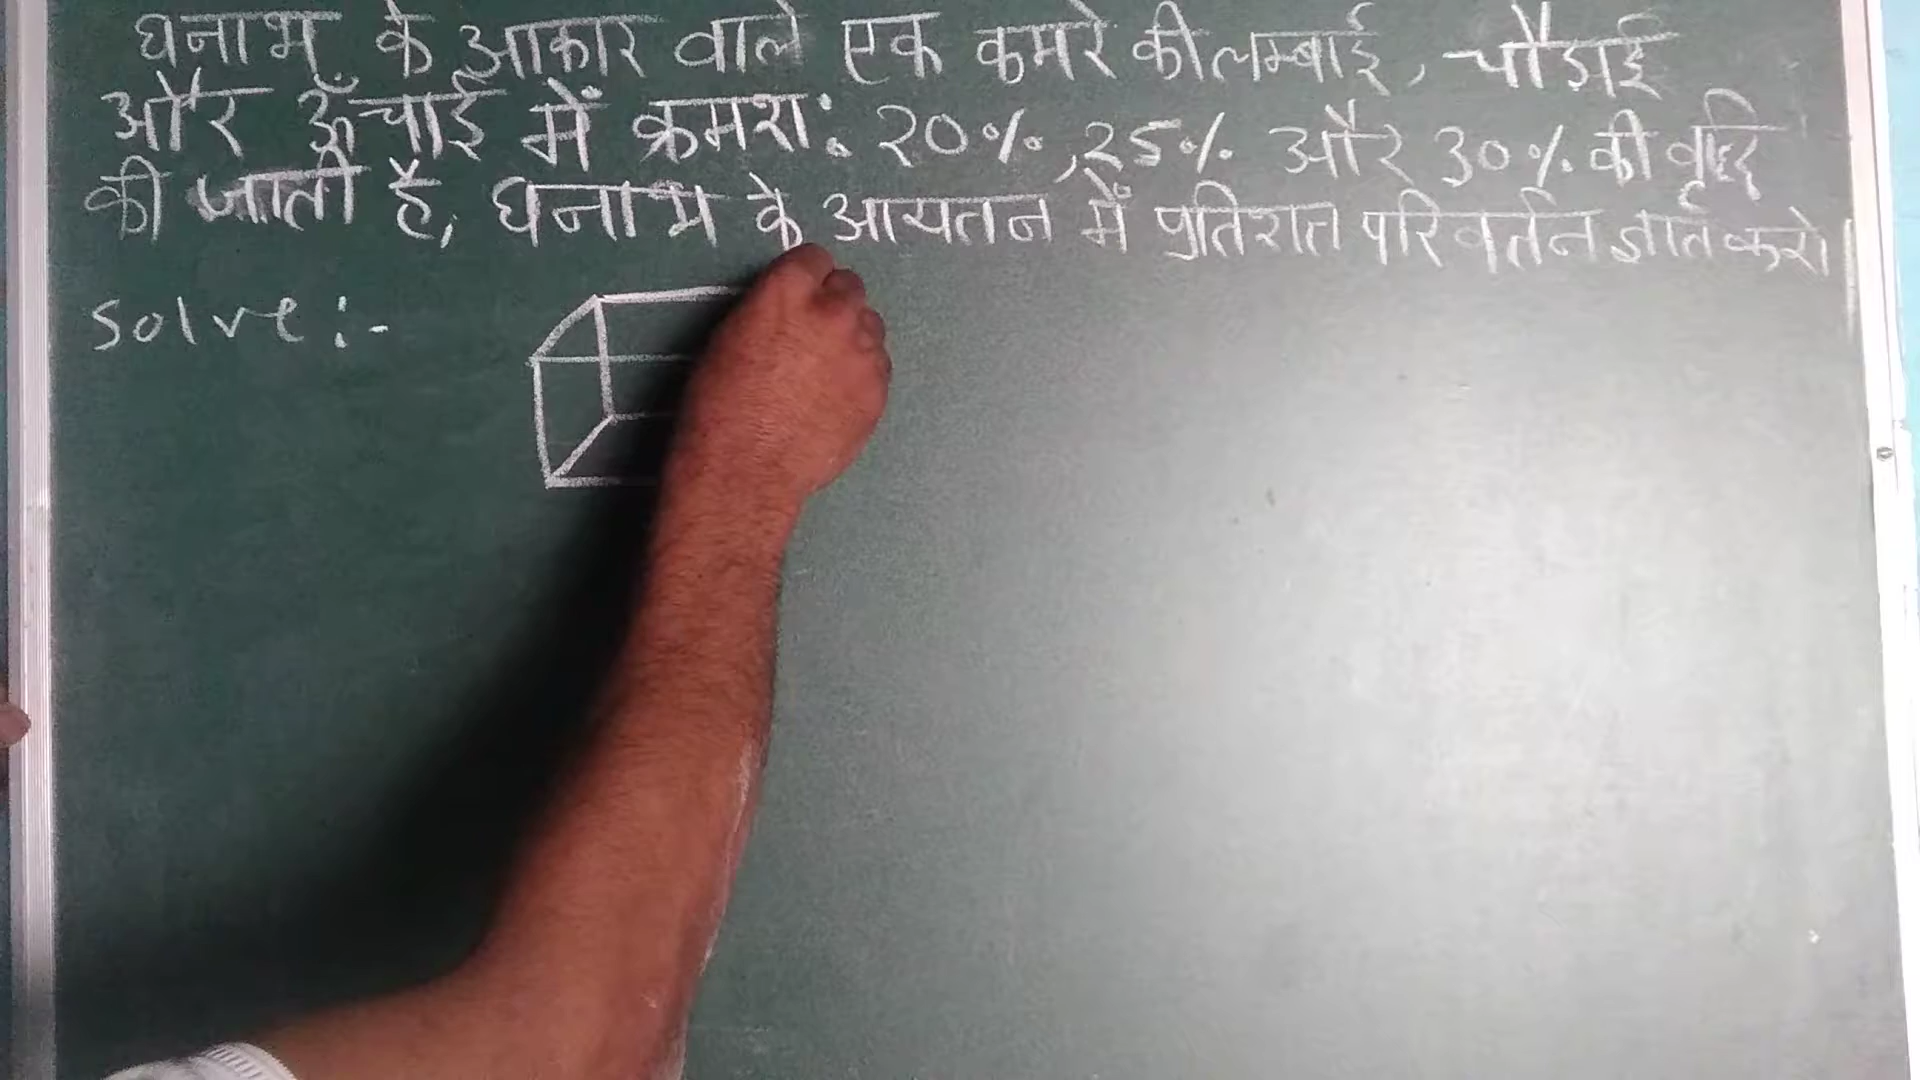 घनाभ के आकार वाले एक कमरे की लम्बाई, चौड़ाई
और ऊँचाई में क्रमशः 20%, 25% और 30% की वृद्धि
की जाती है, घनाभ के आयतन में प्रतिशत परिवर्तन ज्ञात करो।
Solve :-